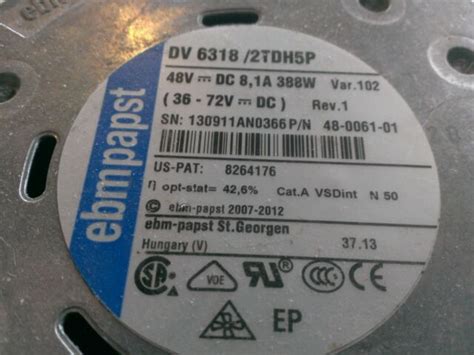 ebmpapst
DV 6318 /2TDH5P
48V ⎓ DC 8,1A 388W Var.102
( 36 - 72V ⎓ DC ) Rev.1
SN: 130911AN0366 P/N 48-0061-01
US-PAT: 8264176
η opt-stat= 42,6% Cat.A VSDint N 50
© ebm-papst 2007-2012
ebm-papst St.Georgen
Hungary (V) 37.13
VDE
EP